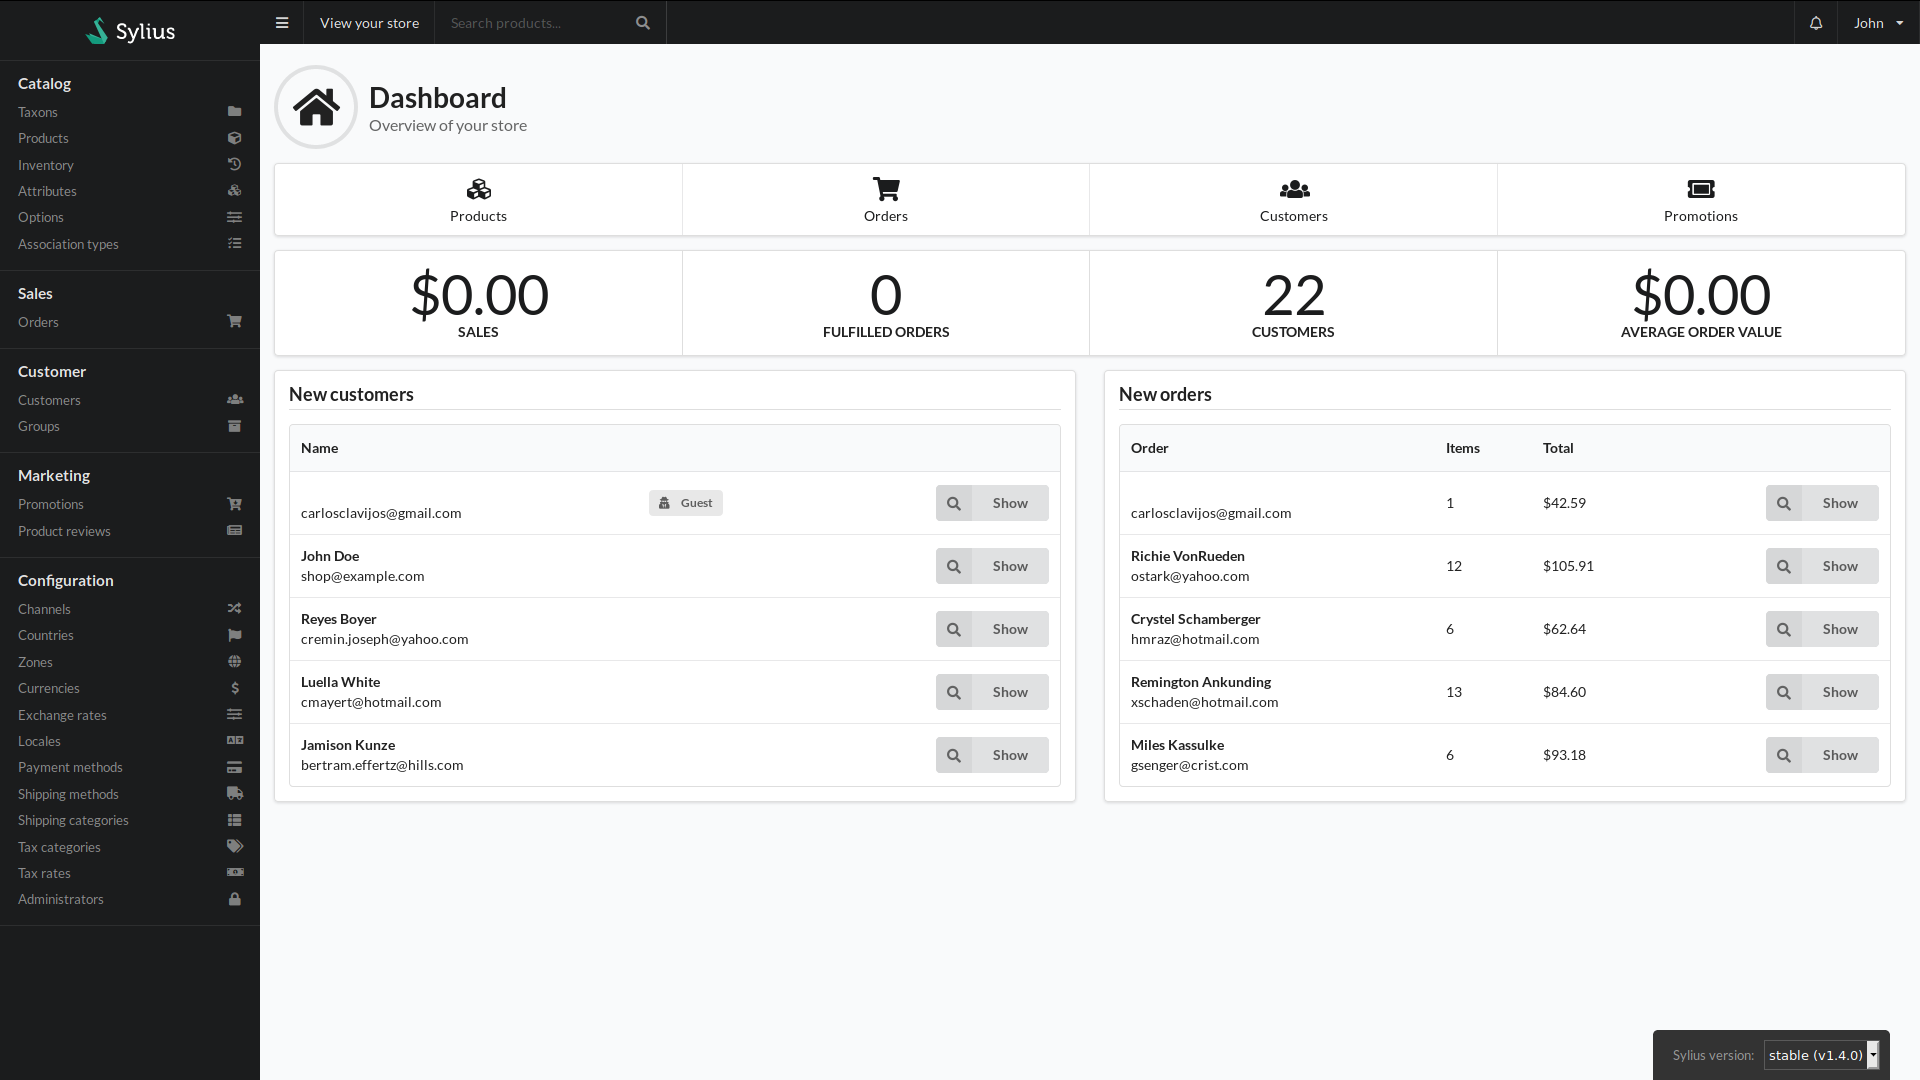 Sylius
View your store
Search products...
John
Catalog
Taxons
Products
Inventory
Attributes
Options
Association types
Sales
Orders
Customer
Customers
Groups
Marketing
Promotions
Product reviews
Configuration
Channels
Countries
Zones
Currencies
Exchange rates
Locales
Payment methods
Shipping methods
Shipping categories
Tax categories
Tax rates
Administrators
Dashboard
Overview of your store
Products Orders Customers Promotions
$0.00 0 22 $0.00
SALES FULFILLED ORDERS CUSTOMERS AVERAGE ORDER VALUE
New customers
Name
carlosclavijos@gmail.com Guest Show
John Doe
shop@example.com Show
Reyes Boyer
cremin.joseph@yahoo.com Show
Luella White
cmayert@hotmail.com Show
Jamison Kunze
bertram.effertz@hills.com Show
New orders
Order Items Total
carlosclavijos@gmail.com 1 $42.59 Show
Richie VonRueden
ostark@yahoo.com 12 $105.91 Show
Crystel Schamberger
hmraz@hotmail.com 6 $62.64 Show
Remington Ankunding
xschaden@hotmail.com 13 $84.60 Show
Miles Kassulke
gsenger@crist.com 6 $93.18 Show
Sylius version: stable (v1.4.0)